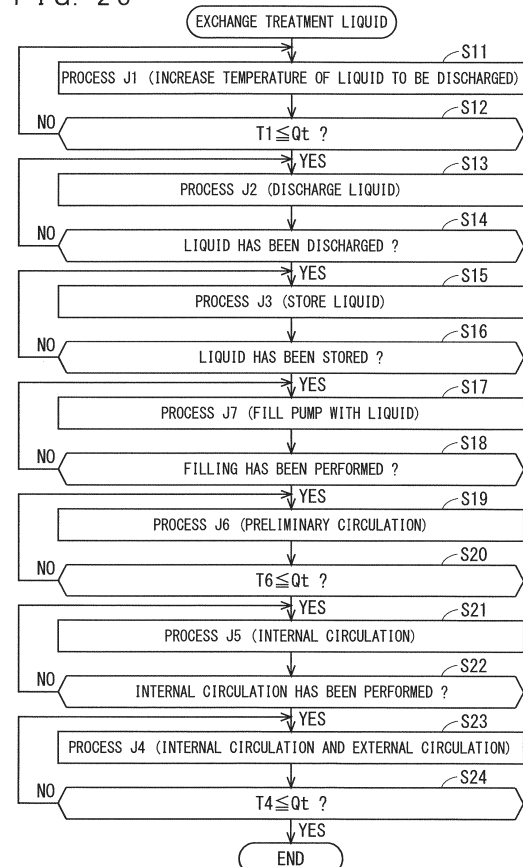 EXCHANGE TREATMENT LIQUID
S11
PROCESS J1 (INCREASE TEMPERATURE OF LIQUID TO BE DISCHARGED)
S12
NO
T1≦Qt ?
YES
S13
PROCESS J2 (DISCHARGE LIQUID)
S14
NO
LIQUID HAS BEEN DISCHARGED ?
YES
S15
PROCESS J3 (STORE LIQUID)
S16
NO
LIQUID HAS BEEN STORED ?
YES
S17
PROCESS J7 (FILL PUMP WITH LIQUID)
S18
NO
FILLING HAS BEEN PERFORMED ?
YES
S19
PROCESS J6 (PRELIMINARY CIRCULATION)
S20
NO
T6≦Qt ?
YES
S21
PROCESS J5 (INTERNAL CIRCULATION)
S22
NO
INTERNAL CIRCULATION HAS BEEN PERFORMED ?
YES
S23
PROCESS J4 (INTERNAL CIRCULATION AND EXTERNAL CIRCULATION)
S24
NO
T4≦Qt ?
YES
END